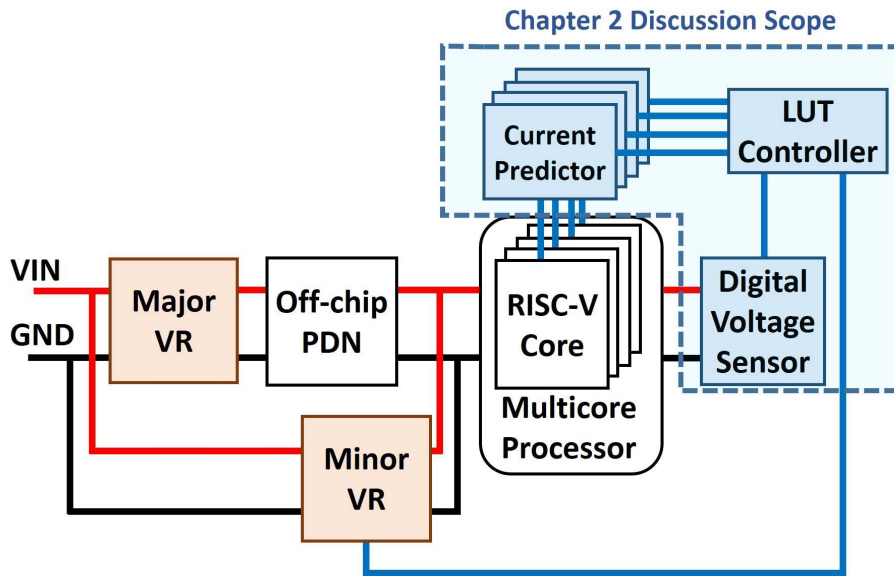 Chapter 2 Discussion Scope
Current
Predictor
LUT
Controller
VIN
GND
Major
VR
Off-chip
PDN
RISC-V
Core
Multicore
Processor
Digital
Voltage
Sensor
Minor
VR